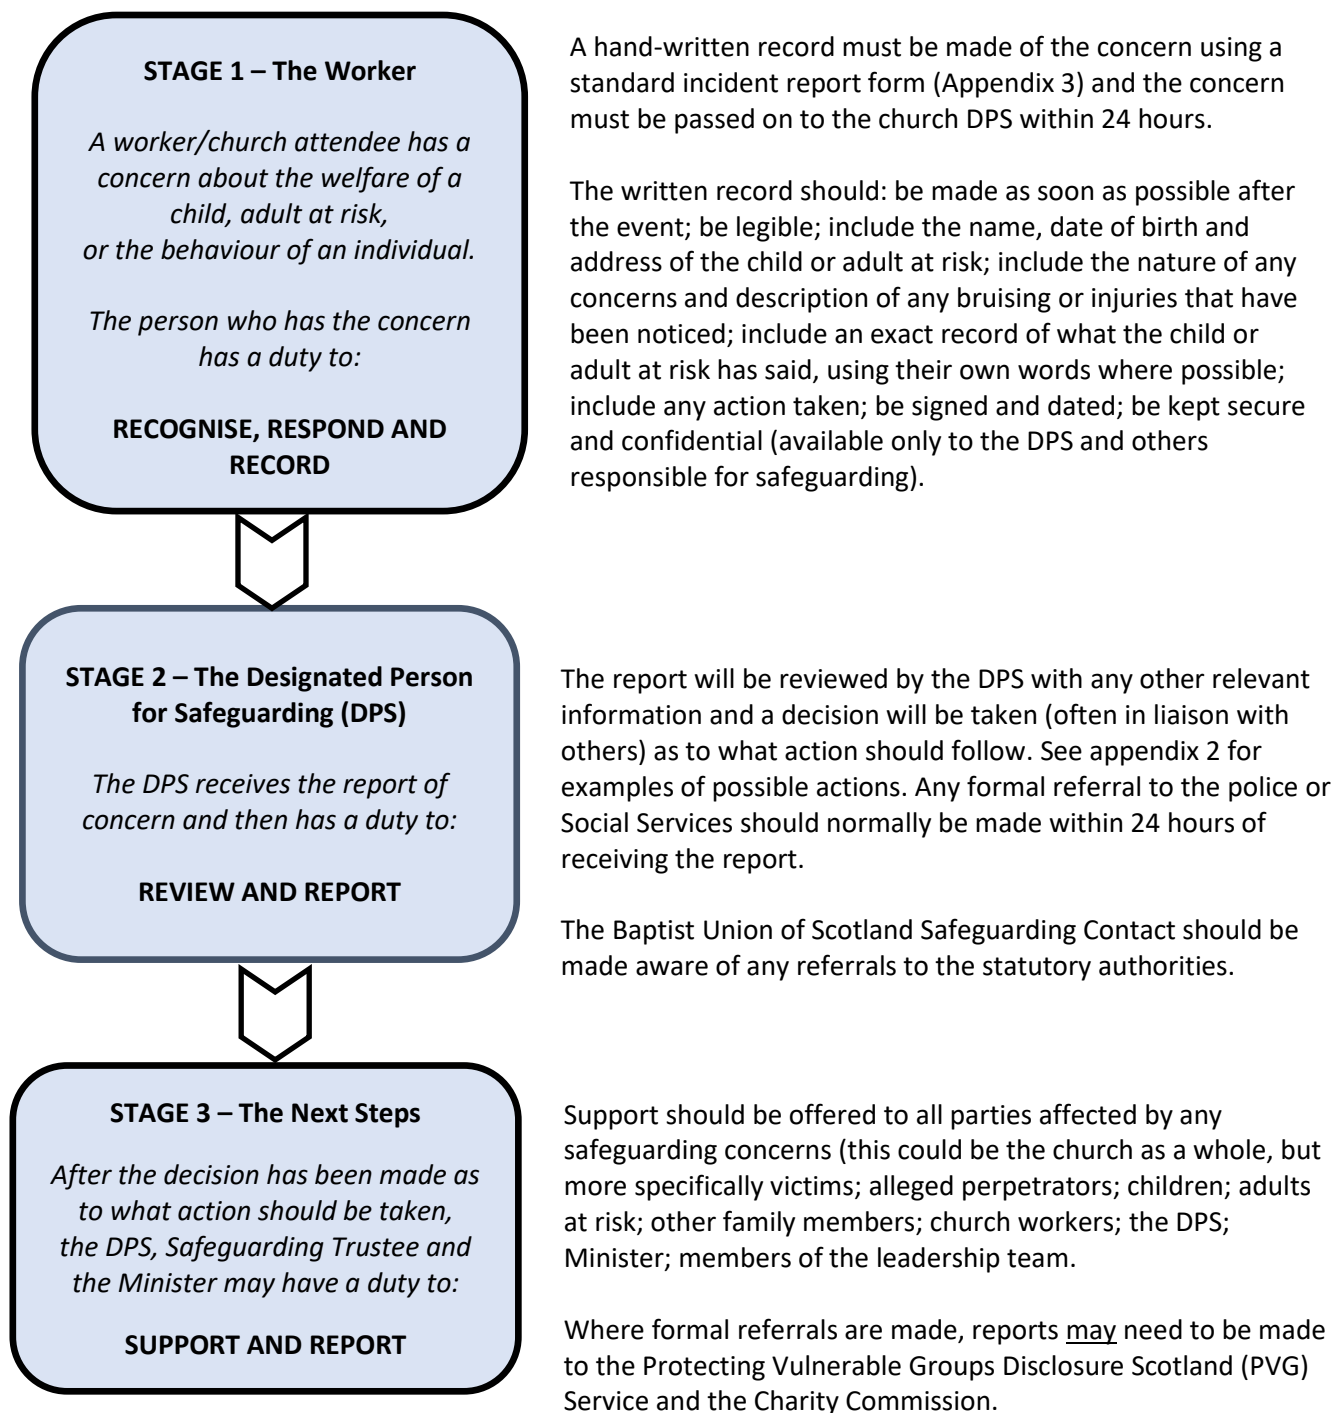 STAGE 1 – The Worker
A worker/church attendee has a
concern about the welfare of a
child, adult at risk,
or the behaviour of an individual.
The person who has the concern
has a duty to:
RECOGNISE, RESPOND AND
RECORD
A hand-written record must be made of the concern using a
standard incident report form (Appendix 3) and the concern
must be passed on to the church DPS within 24 hours.
The written record should: be made as soon as possible after
the event; be legible; include the name, date of birth and
address of the child or adult at risk; include the nature of any
concerns and description of any bruising or injuries that have
been noticed; include an exact record of what the child or
adult at risk has said, using their own words where possible;
include any action taken; be signed and dated; be kept secure
and confidential (available only to the DPS and others
responsible for safeguarding).
STAGE 2 – The Designated Person
for Safeguarding (DPS)
The DPS receives the report of
concern and then has a duty to:
REVIEW AND REPORT
The report will be reviewed by the DPS with any other relevant
information and a decision will be taken (often in liaison with
others) as to what action should follow. See appendix 2 for
examples of possible actions. Any formal referral to the police or
Social Services should normally be made within 24 hours of
receiving the report.
The Baptist Union of Scotland Safeguarding Contact should be
made aware of any referrals to the statutory authorities.
STAGE 3 – The Next Steps
After the decision has been made as
to what action should be taken,
the DPS, Safeguarding Trustee and
the Minister may have a duty to:
SUPPORT AND REPORT
Support should be offered to all parties affected by any
safeguarding concerns (this could be the church as a whole, but
more specifically victims; alleged perpetrators; children; adults
at risk; other family members; church workers; the DPS;
Minister; members of the leadership team.
Where formal referrals are made, reports may need to be made
to the Protecting Vulnerable Groups Disclosure Scotland (PVG)
Service and the Charity Commission.